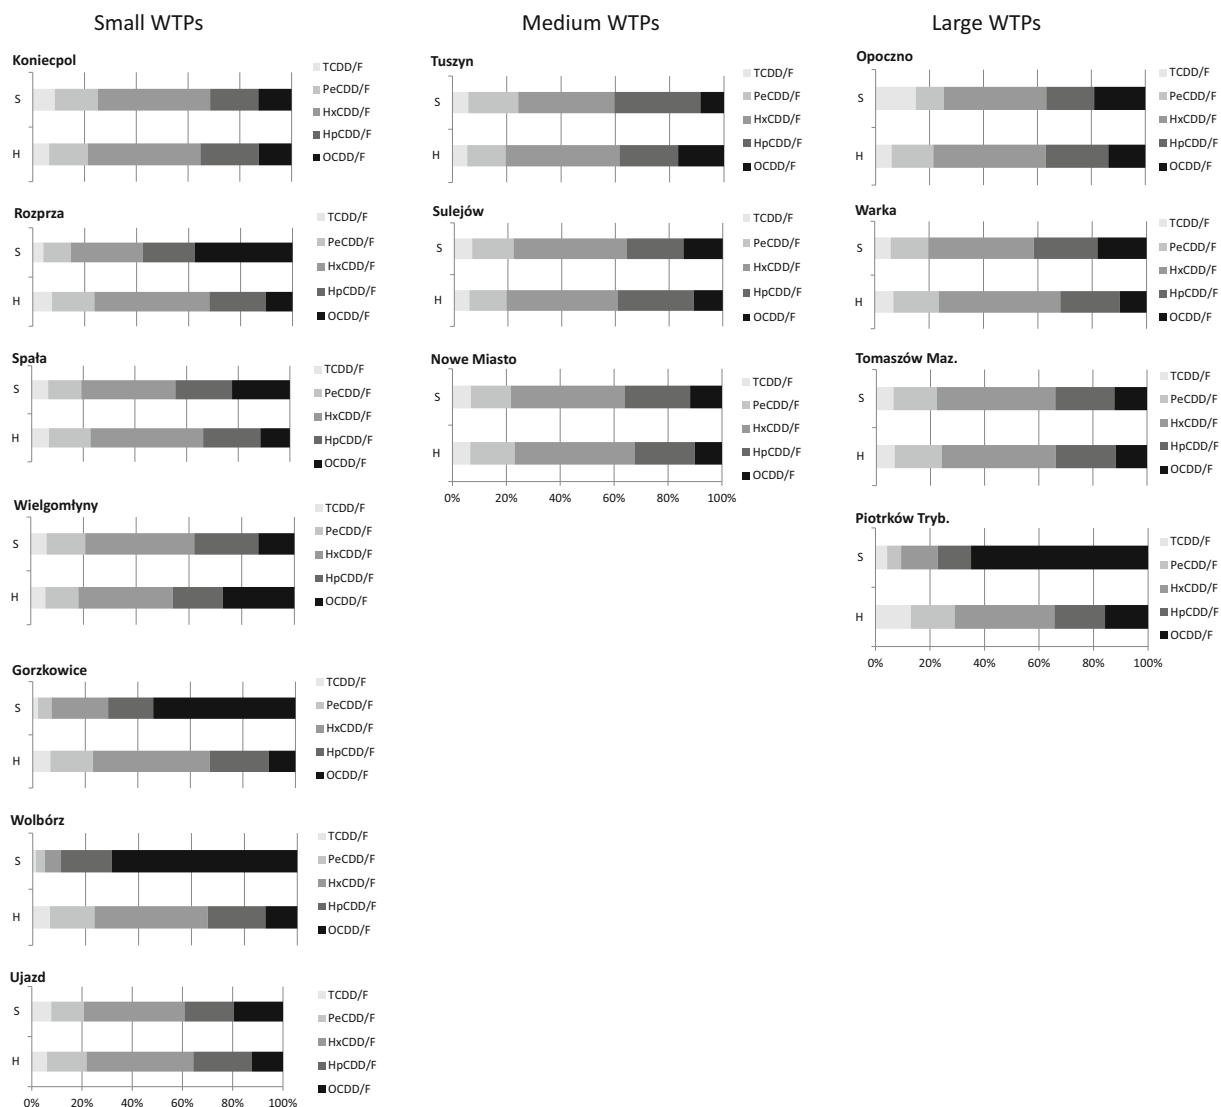 Small WTPs
Koniecpol
S
H
TCDD/F
PeCDD/F
HxCDD/F
HpCDD/F
OCDD/F
Rozprza
S
H
TCDD/F
PeCDD/F
HxCDD/F
HpCDD/F
OCDD/F
Spała
S
H
TCDD/F
PeCDD/F
HxCDD/F
HpCDD/F
OCDD/F
Wielgomłyny
S
H
TCDD/F
PeCDD/F
HxCDD/F
HpCDD/F
OCDD/F
Gorzkowice
S
H
TCDD/F
PeCDD/F
HxCDD/F
HpCDD/F
OCDD/F
Wolbórz
S
H
TCDD/F
PeCDD/F
HxCDD/F
HpCDD/F
OCDD/F
Ujazd
S
H
TCDD/F
PeCDD/F
HxCDD/F
HpCDD/F
OCDD/F
0% 20% 40% 60% 80% 100%
Medium WTPs
Tuszyn
S
H
TCDD/F
PeCDD/F
HxCDD/F
HpCDD/F
OCDD/F
Sulejów
S
H
TCDD/F
PeCDD/F
HxCDD/F
HpCDD/F
OCDD/F
Nowe Miasto
S
H
TCDD/F
PeCDD/F
HxCDD/F
HpCDD/F
OCDD/F
0% 20% 40% 60% 80% 100%
Large WTPs
Opoczno
S
H
TCDD/F
PeCDD/F
HxCDD/F
HpCDD/F
OCDD/F
Warka
S
H
TCDD/F
PeCDD/F
HxCDD/F
HpCDD/F
OCDD/F
Tomaszów Maz.
S
H
TCDD/F
PeCDD/F
HxCDD/F
HpCDD/F
OCDD/F
Piotrków Tryb.
S
H
TCDD/F
PeCDD/F
HxCDD/F
HpCDD/F
OCDD/F
0% 20% 40% 60% 80% 100%